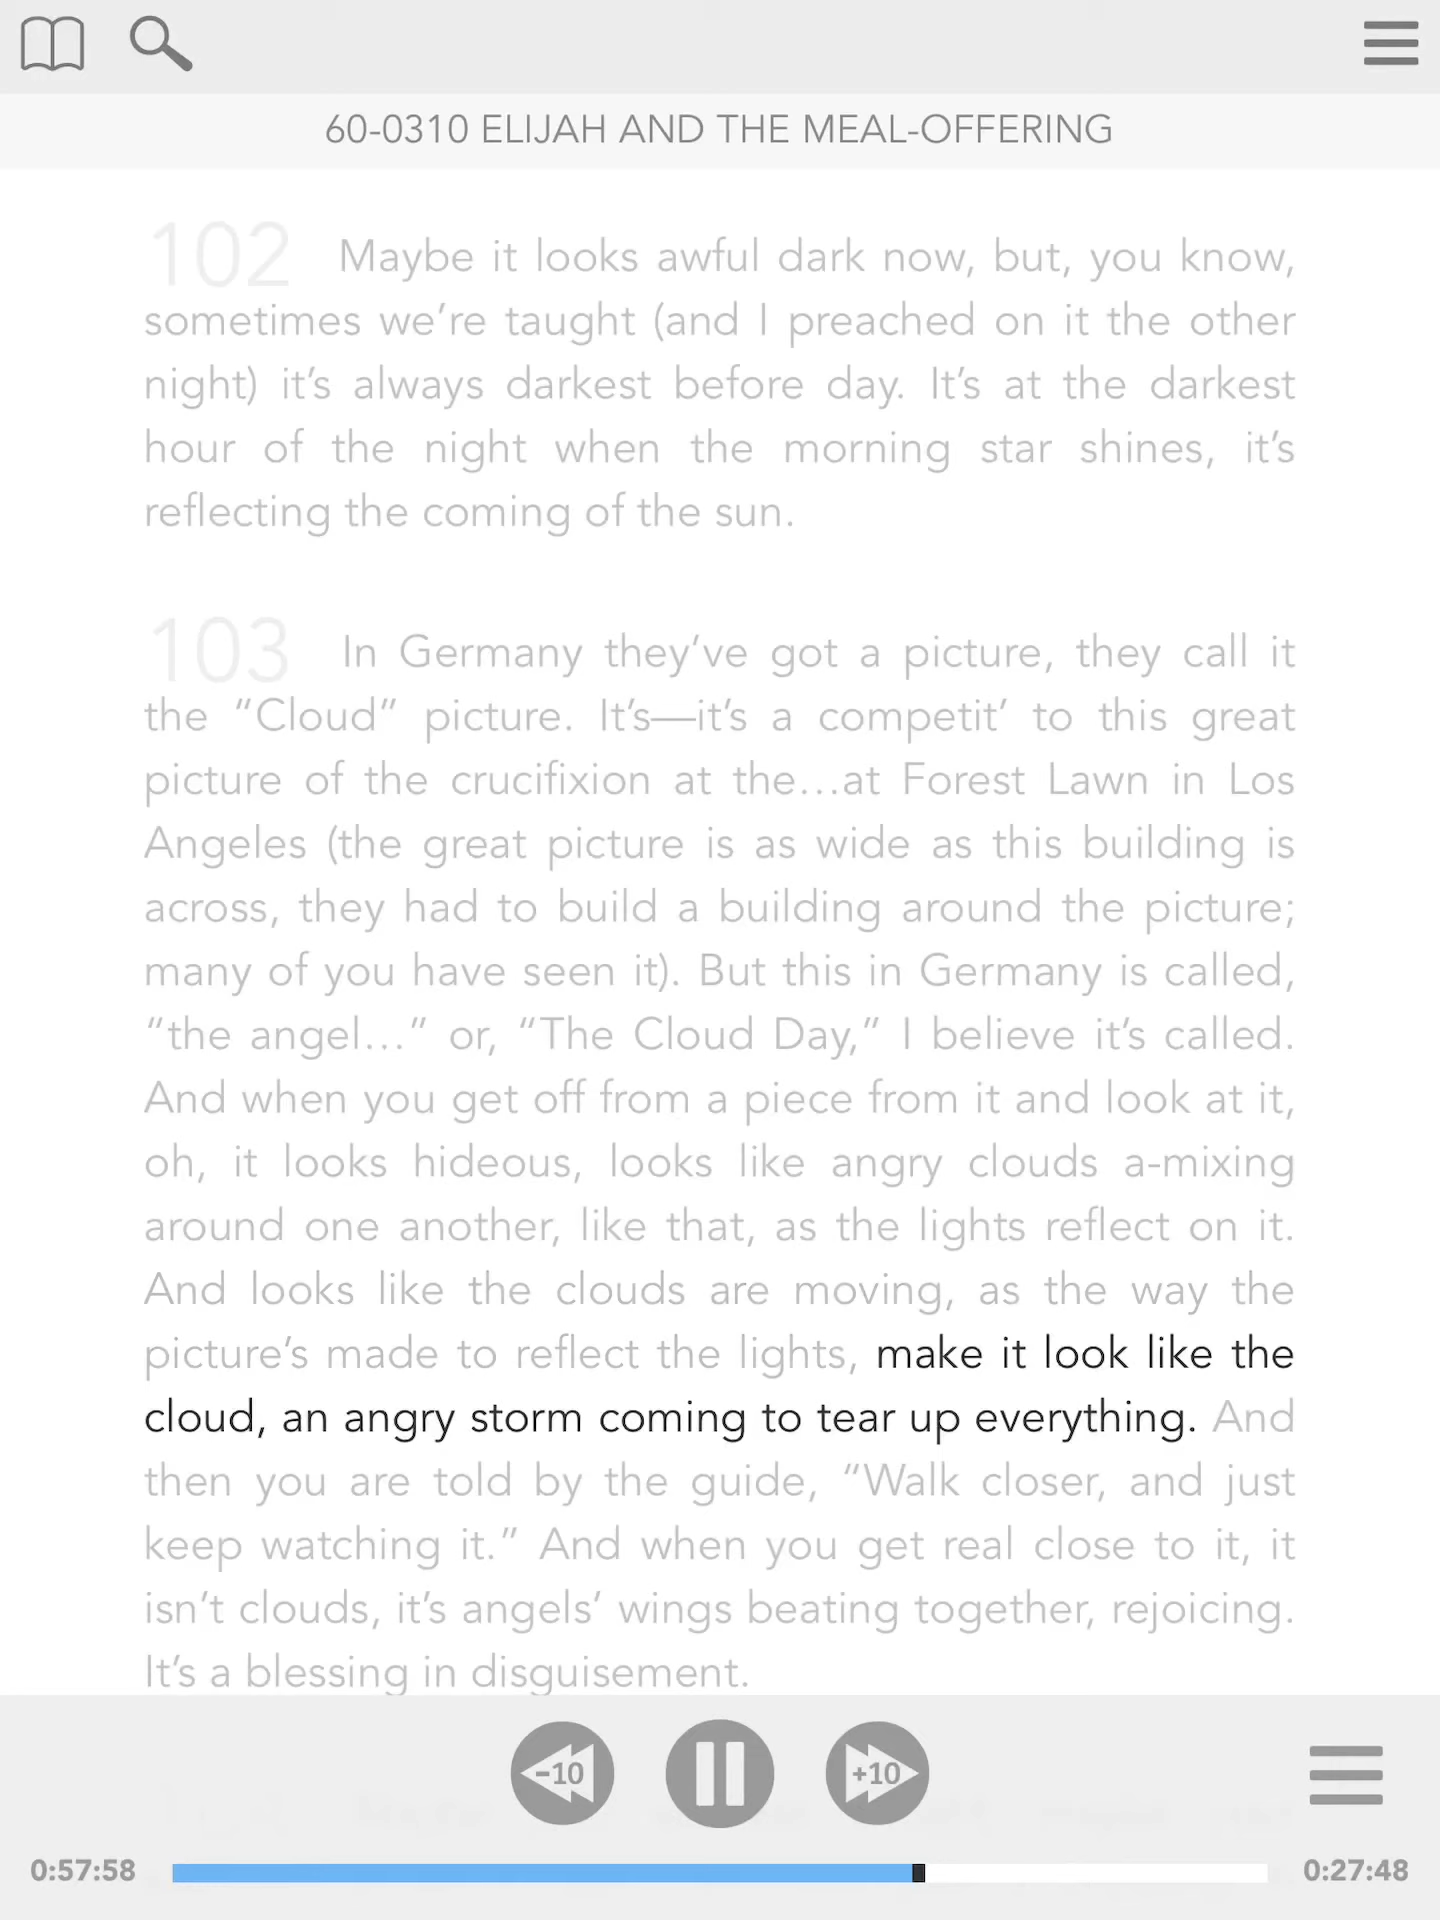 60-0310 ELIJAH AND THE MEAL-OFFERING
102 Maybe it looks awful dark now, but, you know,
sometimes we’re taught (and I preached on it the other
night) it’s always darkest before day. It’s at the darkest
hour of the night when the morning star shines, it’s
reflecting the coming of the sun.
103 In Germany they’ve got a picture, they call it
the “Cloud” picture. It’s—it’s a competit’ to this great
picture of the crucifixion at the…at Forest Lawn in Los
Angeles (the great picture is as wide as this building is
across, they had to build a building around the picture;
many of you have seen it). But this in Germany is called,
“the angel…” or, “The Cloud Day,” I believe it’s called.
And when you get off from a piece from it and look at it,
oh, it looks hideous, looks like angry clouds a-mixing
around one another, like that, as the lights reflect on it.
And looks like the clouds are moving, as the way the
picture’s made to reflect the lights, make it look like the
cloud, an angry storm coming to tear up everything. And
then you are told by the guide, “Walk closer, and just
keep watching it.” And when you get real close to it, it
isn’t clouds, it’s angels’ wings beating together, rejoicing.
It’s a blessing in disguisement.
-10 +10
0:57:58 0:27:48